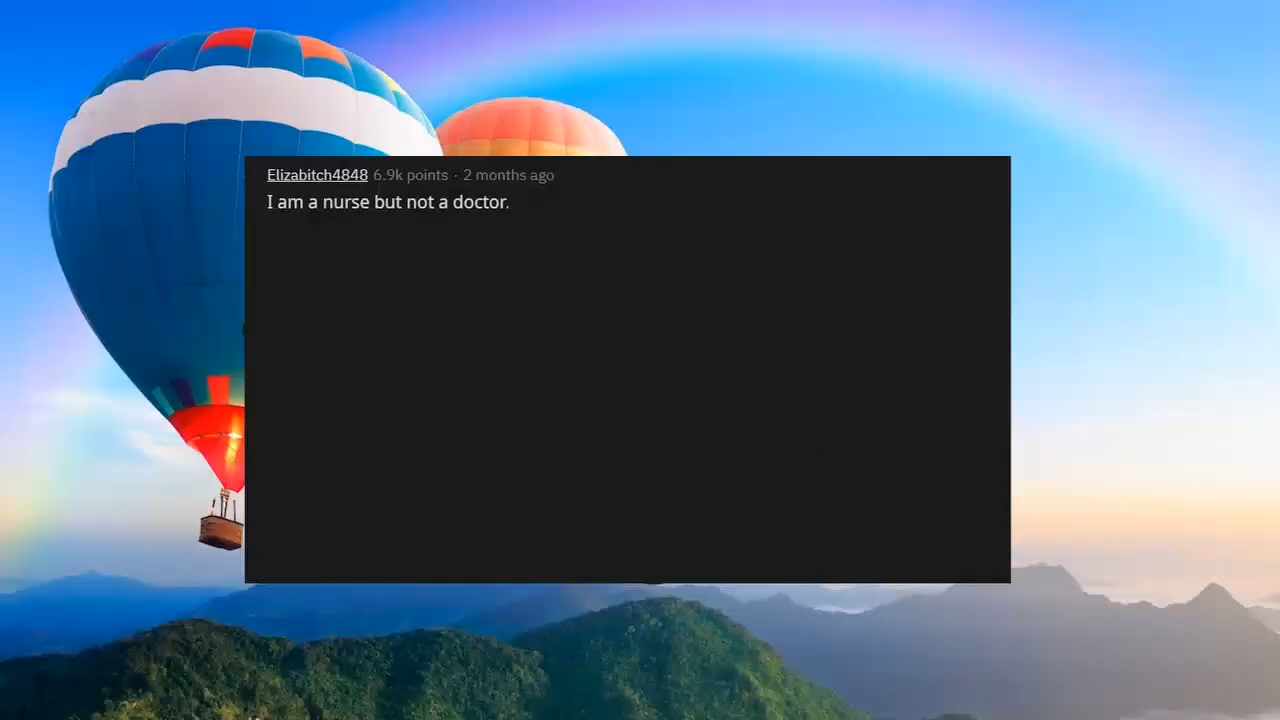 Elizabitch4848 6.9k points · 2 months ago
I am a nurse but not a doctor.